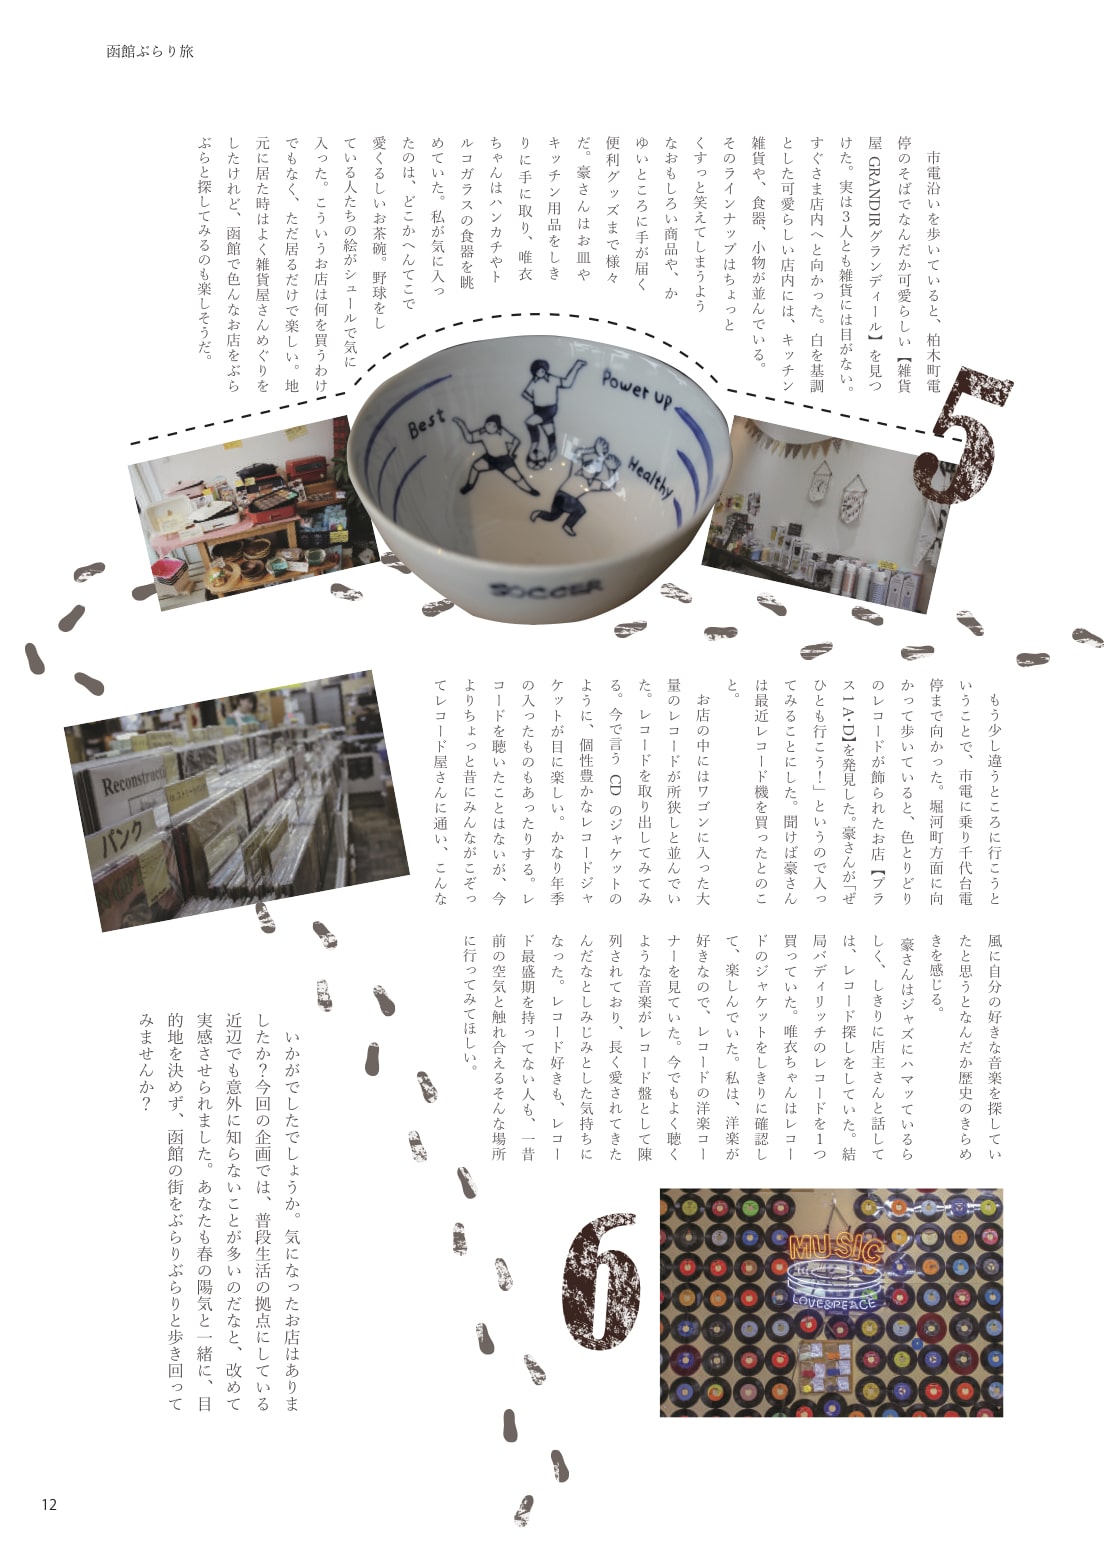 函館ぶらり旅
市電沿いを歩いていると、柏木町電
停のそばでなんだか可愛らしい【雑貨
屋 GRANDIRグランディール】を見つ
けた。実は3人とも雑貨には目がない。
すぐさま店内へと向かった。白を基調
とした可愛らしい店内には、キッチン
雑貨や、食器、小物が並んでいる。
そのラインナップはちょっと
くすっと笑えてしまうよう
なおもしろい商品や、か
ゆいところに手が届く
便利グッズまで様々
だ。豪さんはお皿や
キッチン用品をしき
りに手に取り、唯衣
ちゃんはハンカチやト
ルコガラスの食器を眺
めていた。私が気に入っ
たのは、どこかへんてこで
愛くるしいお茶碗。野球をし
ている人たちの絵がシュールで気に
入った。こういうお店は何を買うわけ
でもなく、ただ居るだけで楽しい。地
元に居た時はよく雑貨屋さんめぐりを
したけれど、函館で色んなお店をぶら
ぶらと探してみるのも楽しそうだ。
5
Best
Power up
Healthy
SOCCER
もう少し違うところに行こうと
いうことで、市電に乗り千代台電
停まで向かった。堀河町方面に向
かって歩いていると、色とりどり
のレコードが飾られたお店【プラ
ス1A·D】を発見した。豪さんが「ぜ
ひとも行こう！」というので入っ
てみることにした。聞けば豪さん
は最近レコード機を買ったとのこ
と。
お店の中にはワゴンに入った大
量のレコードが所狭しと並んでい
た。レコードを取り出してみてみ
る。今で言う CD のジャケットの
ように、個性豊かなレコードジャ
ケットが目に楽しい。かなり年季
の入ったものもあったりする。レ
コードを聴いたことはないが、今
よりちょっと昔にみんながこぞっ
てレコード屋さんに通い、こんな
風に自分の好きな音楽を探してい
たと思うとなんだか歴史のきらめ
きを感じる。
豪さんはジャズにハマッているら
しく、しきりに店主さんと話して
は、レコード探しをしていた。結
局バディリッチのレコードを1つ
買っていた。唯衣ちゃんはレコー
ドのジャケットをしきりに確認し
て、楽しんでいた。私は、洋楽が
好きなので、レコードの洋楽コー
ナーを見ていた。今でもよく聴く
ような音楽がレコード盤として陳
列されており、長く愛されてきた
んだなとしみじみとした気持ちに
なった。レコード好きも、レコー
ド最盛期を持ってない人も、一昔
前の空気と触れ合えるそんな場所
に行ってみてほしい。
Reconstructi
パンク
6
MUSIC
LOVE&PEACE
いかがでしたでしょうか。気になったお店はありま
したか？今回の企画では、普段生活の拠点にしている
近辺でも意外に知らないことが多いのだなと、改めて
実感させられました。あなたも春の陽気と一緒に、目
的地を決めず、函館の街をぶらりぶらりと歩き回って
みませんか？
12